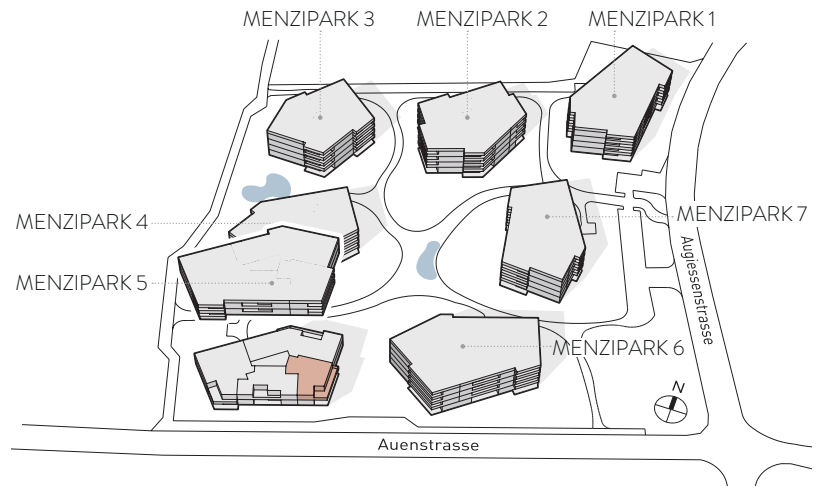 MENZIPARK 3
MENZIPARK 2
MENZIPARK 1
MENZIPARK 4
MENZIPARK 7
MENZIPARK 5
Augiessenstrasse
MENZIPARK 6
N
Auenstrasse